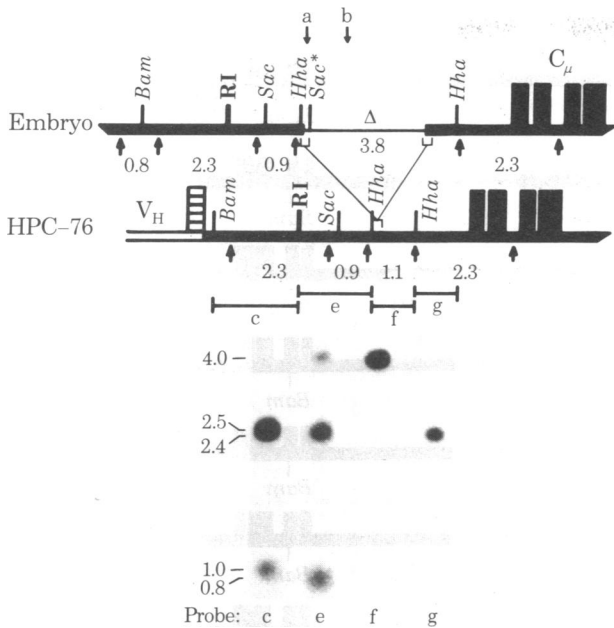 a b
Bam RI Sac Hha Sac* Hha Cμ
Embryo Δ
0.8 2.3 0.9 3.8 2.3
VH Bam RI Sac Hha Hha
HPC–76
2.3 0.9 1.1 2.3
c e f g
4.0
2.5
2.4
1.0
0.8
Probe: c e f g